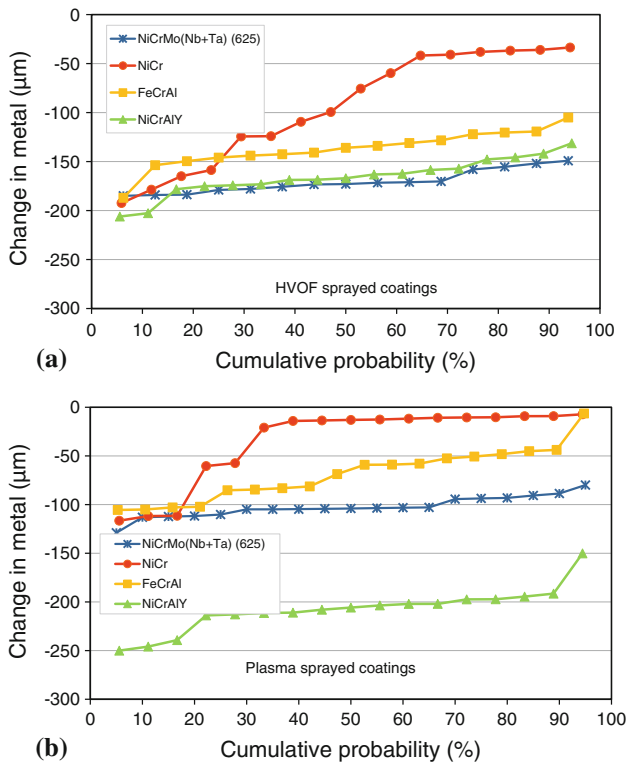 (a)
Change in metal (µm)
0
-50
-100
-150
-200
-250
-300
NiCrMo(Nb+Ta) (625)
NiCr
FeCrAl
NiCrAlY
HVOF sprayed coatings
0 10 20 30 40 50 60 70 80 90 100
Cumulative probability (%)
(b)
Change in metal (µm)
0
-50
-100
-150
-200
-250
-300
NiCrMo(Nb+Ta) (625)
NiCr
FeCrAl
NiCrAlY
Plasma sprayed coatings
0 10 20 30 40 50 60 70 80 90 100
Cumulative probability (%)